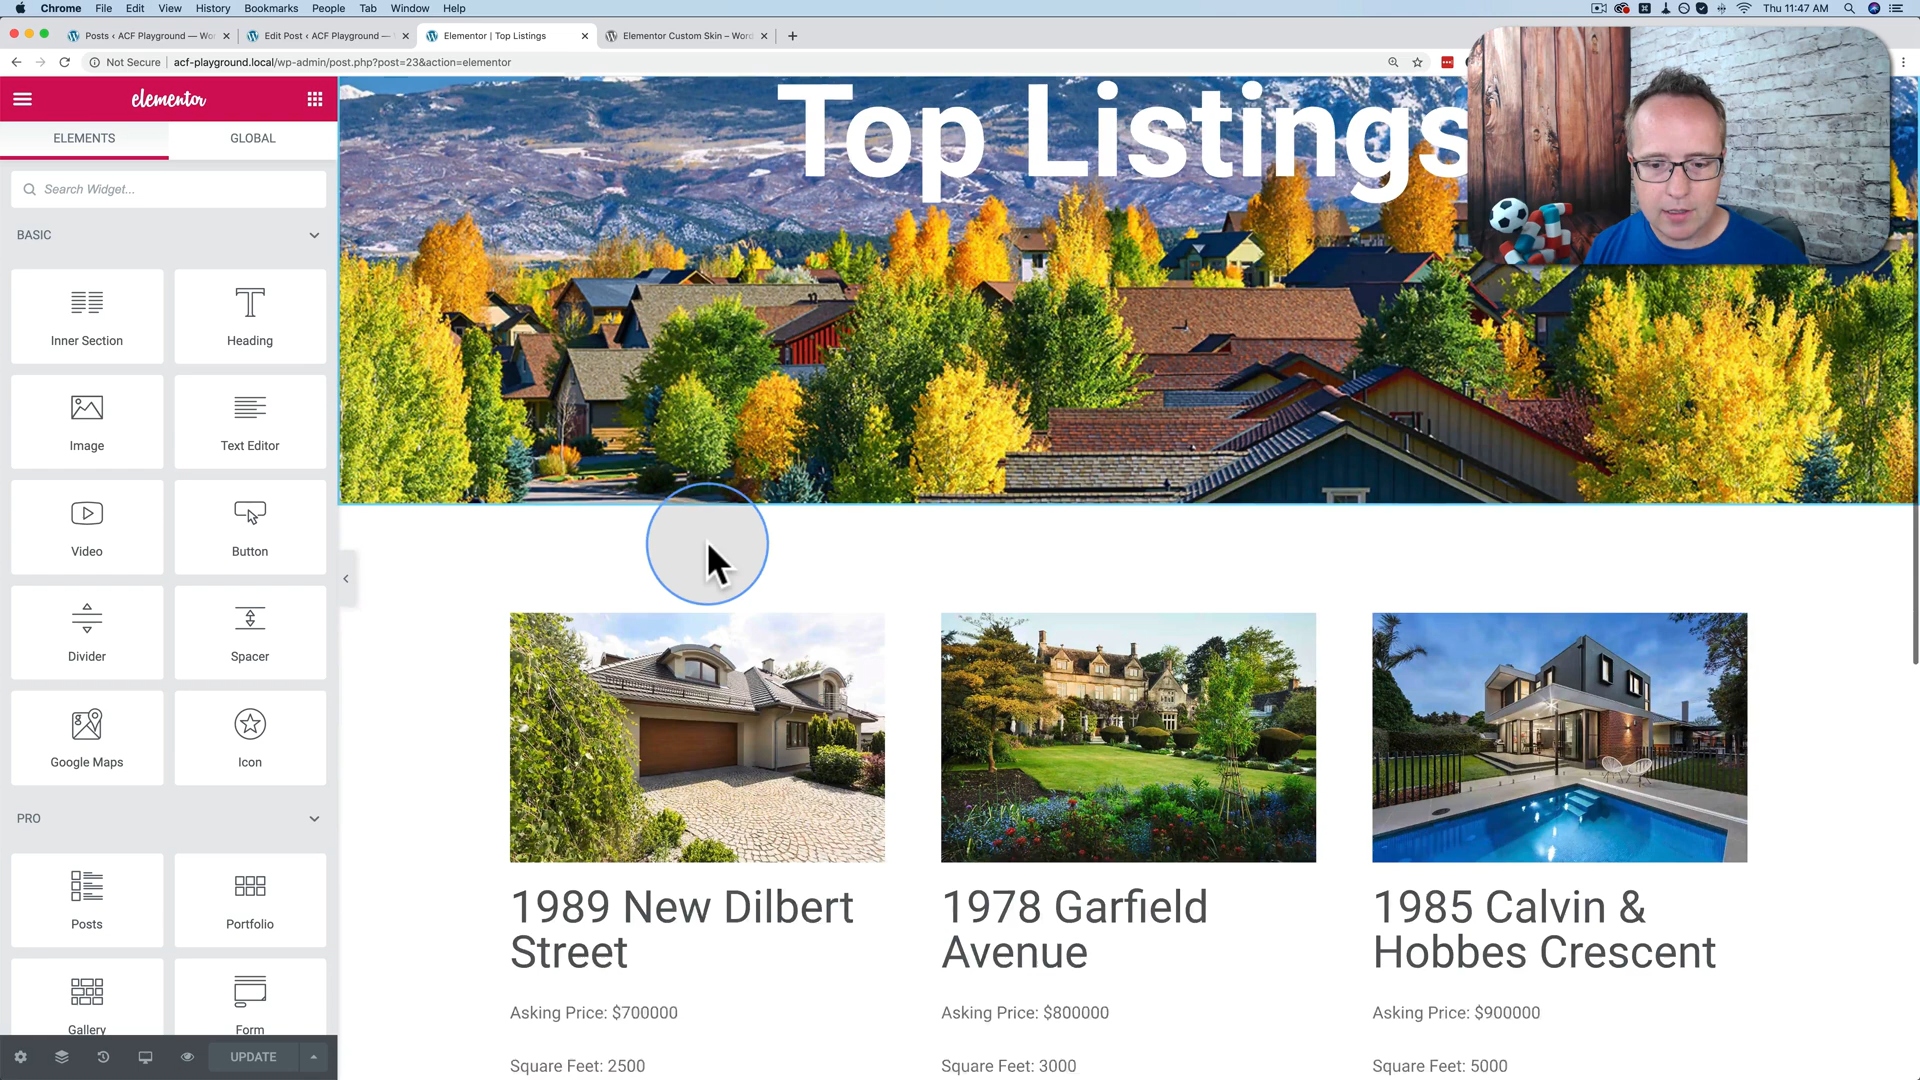 Chrome File Edit View History Bookmarks People Tab Window Help Thu 11:47 AM
Posts ‹ ACF Playground — Wor Edit Post ‹ ACF Playground — Elementor | Top Listings Elementor Custom Skin – Word
Not Secure acf-playground.local/wp-admin/post.php?post=23&action=elementor
elementor
ELEMENTS GLOBAL
Search Widget...
BASIC
Inner Section Heading
Image Text Editor
Video Button
Divider Spacer
Google Maps Icon
PRO
Posts Portfolio
Gallery Form
UPDATE
Top Listings
1989 New Dilbert
Street
Asking Price: $700000
Square Feet: 2500
1978 Garfield
Avenue
Asking Price: $800000
Square Feet: 3000
1985 Calvin &
Hobbes Crescent
Asking Price: $900000
Square Feet: 5000